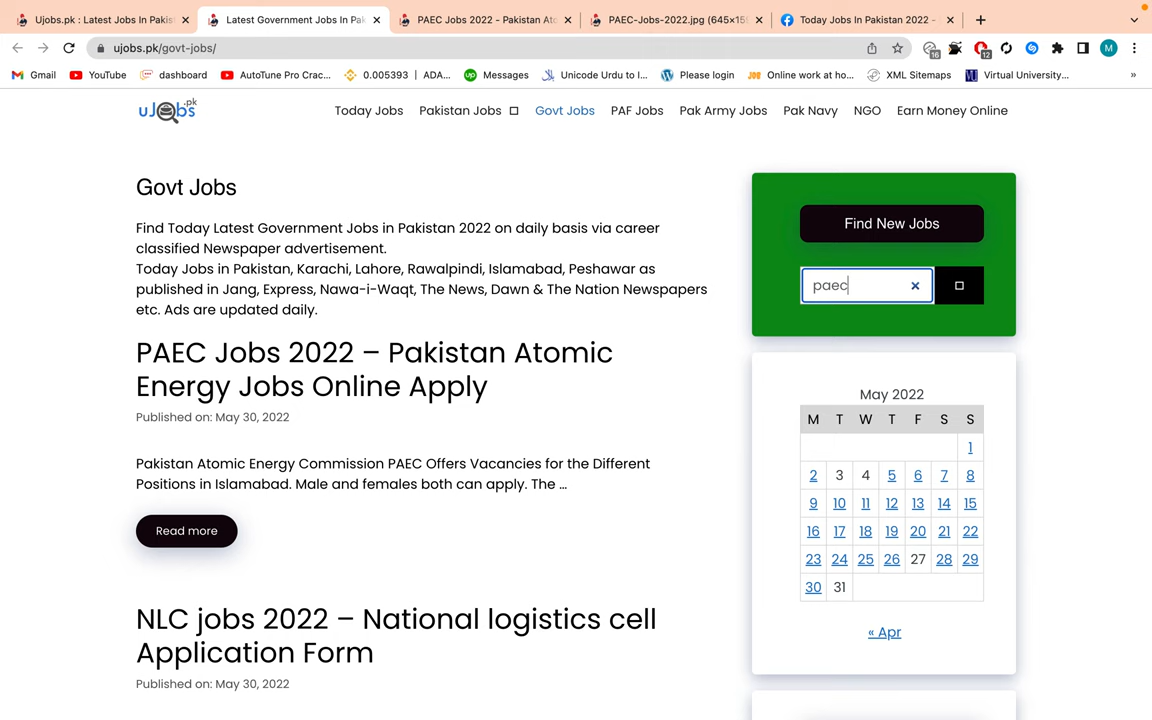 Ujobs.pk : Latest Jobs In Pakis
Latest Government Jobs In Pak
PAEC Jobs 2022 - Pakistan Ato
PAEC-Jobs-2022.jpg (645×15
Today Jobs In Pakistan 2022 -
ujobs.pk/govt-jobs/
16
12
M
Gmail
YouTube
dashboard
AutoTune Pro Crac...
0.005393 | ADA...
Messages
Unicode Urdu to I...
Please login
Online work at ho...
XML Sitemaps
Virtual University...
»
uJobs.pk
Today Jobs
Pakistan Jobs
Govt Jobs
PAF Jobs
Pak Army Jobs
Pak Navy
NGO
Earn Money Online
Govt Jobs
Find Today Latest Government Jobs in Pakistan 2022 on daily basis via career
classified Newspaper advertisement.
Today Jobs in Pakistan, Karachi, Lahore, Rawalpindi, Islamabad, Peshawar as
published in Jang, Express, Nawa-i-Waqt, The News, Dawn & The Nation Newspapers
etc. Ads are updated daily.
PAEC Jobs 2022 – Pakistan Atomic
Energy Jobs Online Apply
Published on: May 30, 2022
Pakistan Atomic Energy Commission PAEC Offers Vacancies for the Different
Positions in Islamabad. Male and females both can apply. The ...
Read more
NLC jobs 2022 – National logistics cell
Application Form
Published on: May 30, 2022
Find New Jobs
paec
May 2022
M T W T F S S
1
2 3 4 5 6 7 8
9 10 11 12 13 14 15
16 17 18 19 20 21 22
23 24 25 26 27 28 29
30 31
« Apr